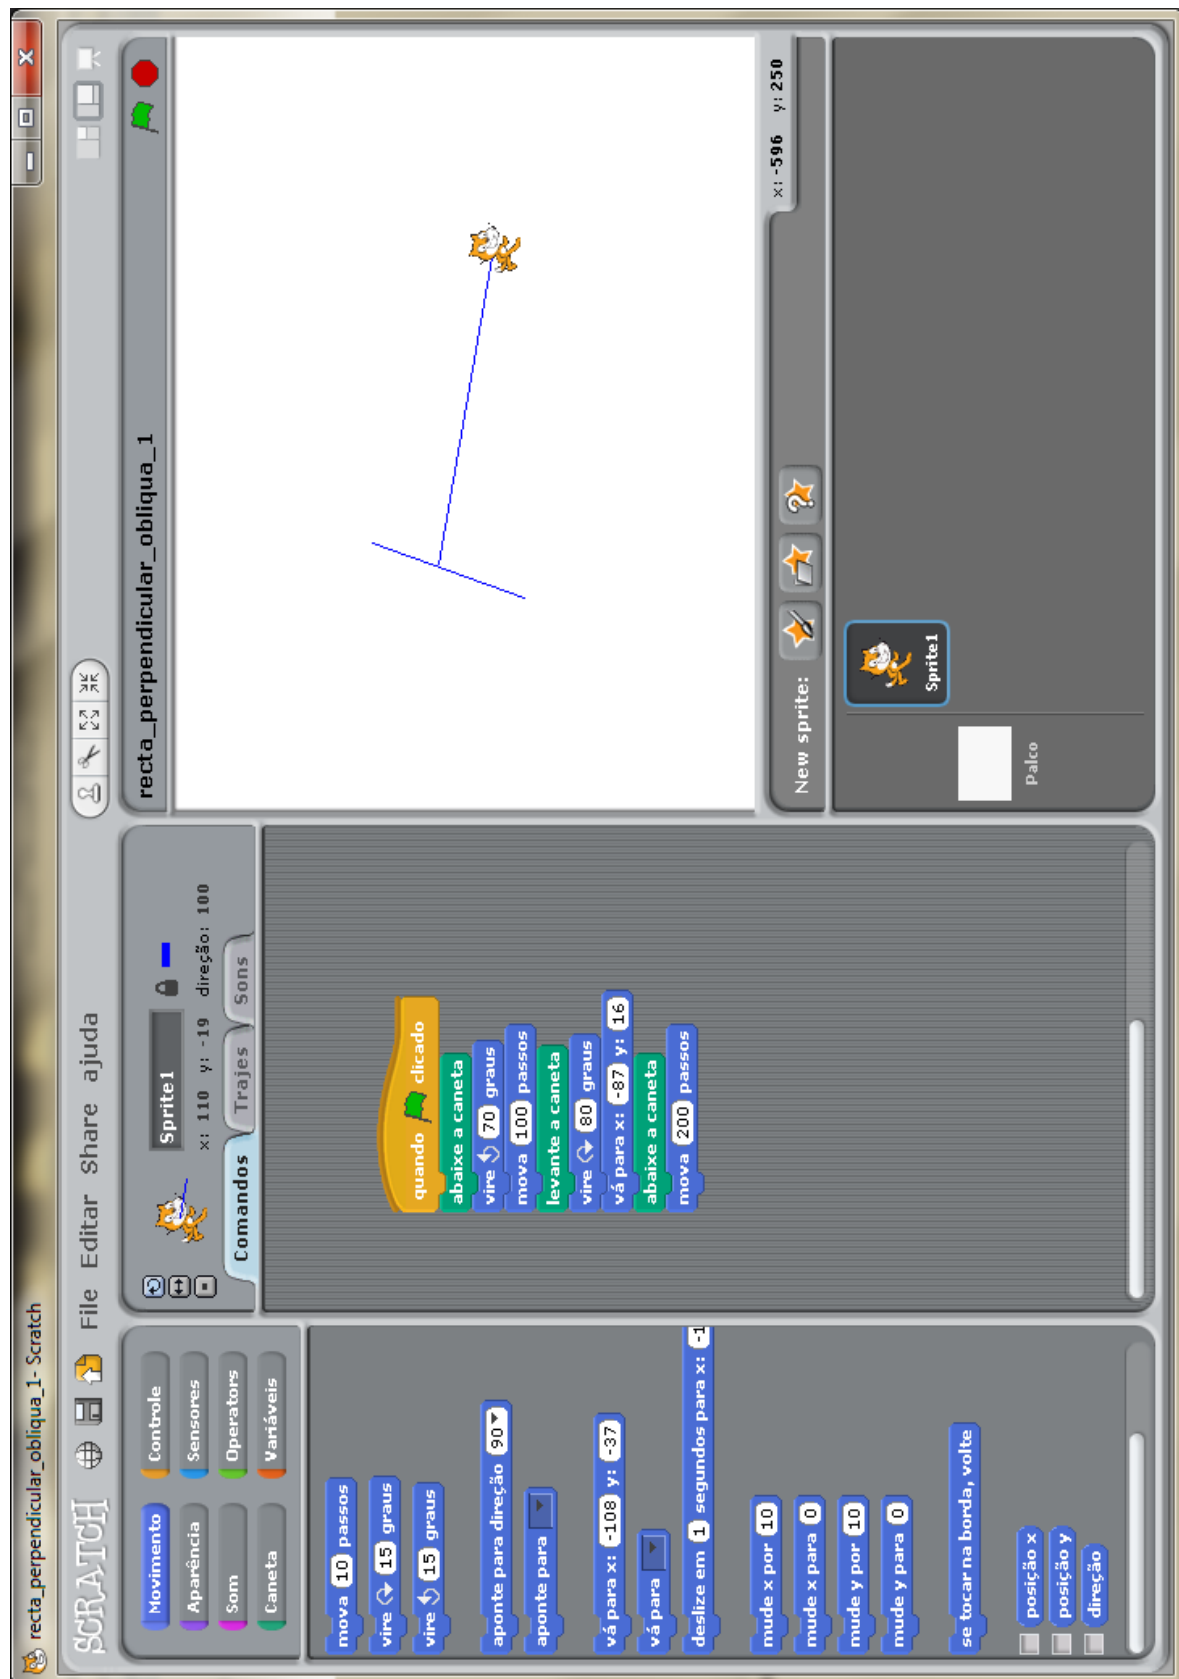 recta_perpendicular_obliqua_1- Scratch
SCRATCH
File Editar Share ajuda
Movimento Controle
Aparência Sensores
Som Operators
Caneta Variáveis
mova 10 passos
vire 15 graus
vire 15 graus
aponte para direção 90
aponte para
vá para x: -108 y: -37
vá para
deslize em 1 segundos para x: -1
mude x por 10
mude x para 0
mude y por 10
mude y para 0
se tocar na borda, volte
posição x
posição y
direção
Sprite1
x: 110 y: -19 direção: 100
Comandos Trajes Sons
quando clicado
abaixe a caneta
vire 70 graus
mova 100 passos
levante a caneta
vire 80 graus
vá para x: -87 y: 16
abaixe a caneta
mova 200 passos
recta_perpendicular_obliqua_1
x: -596 y: 250
New sprite:
Sprite1
Palco